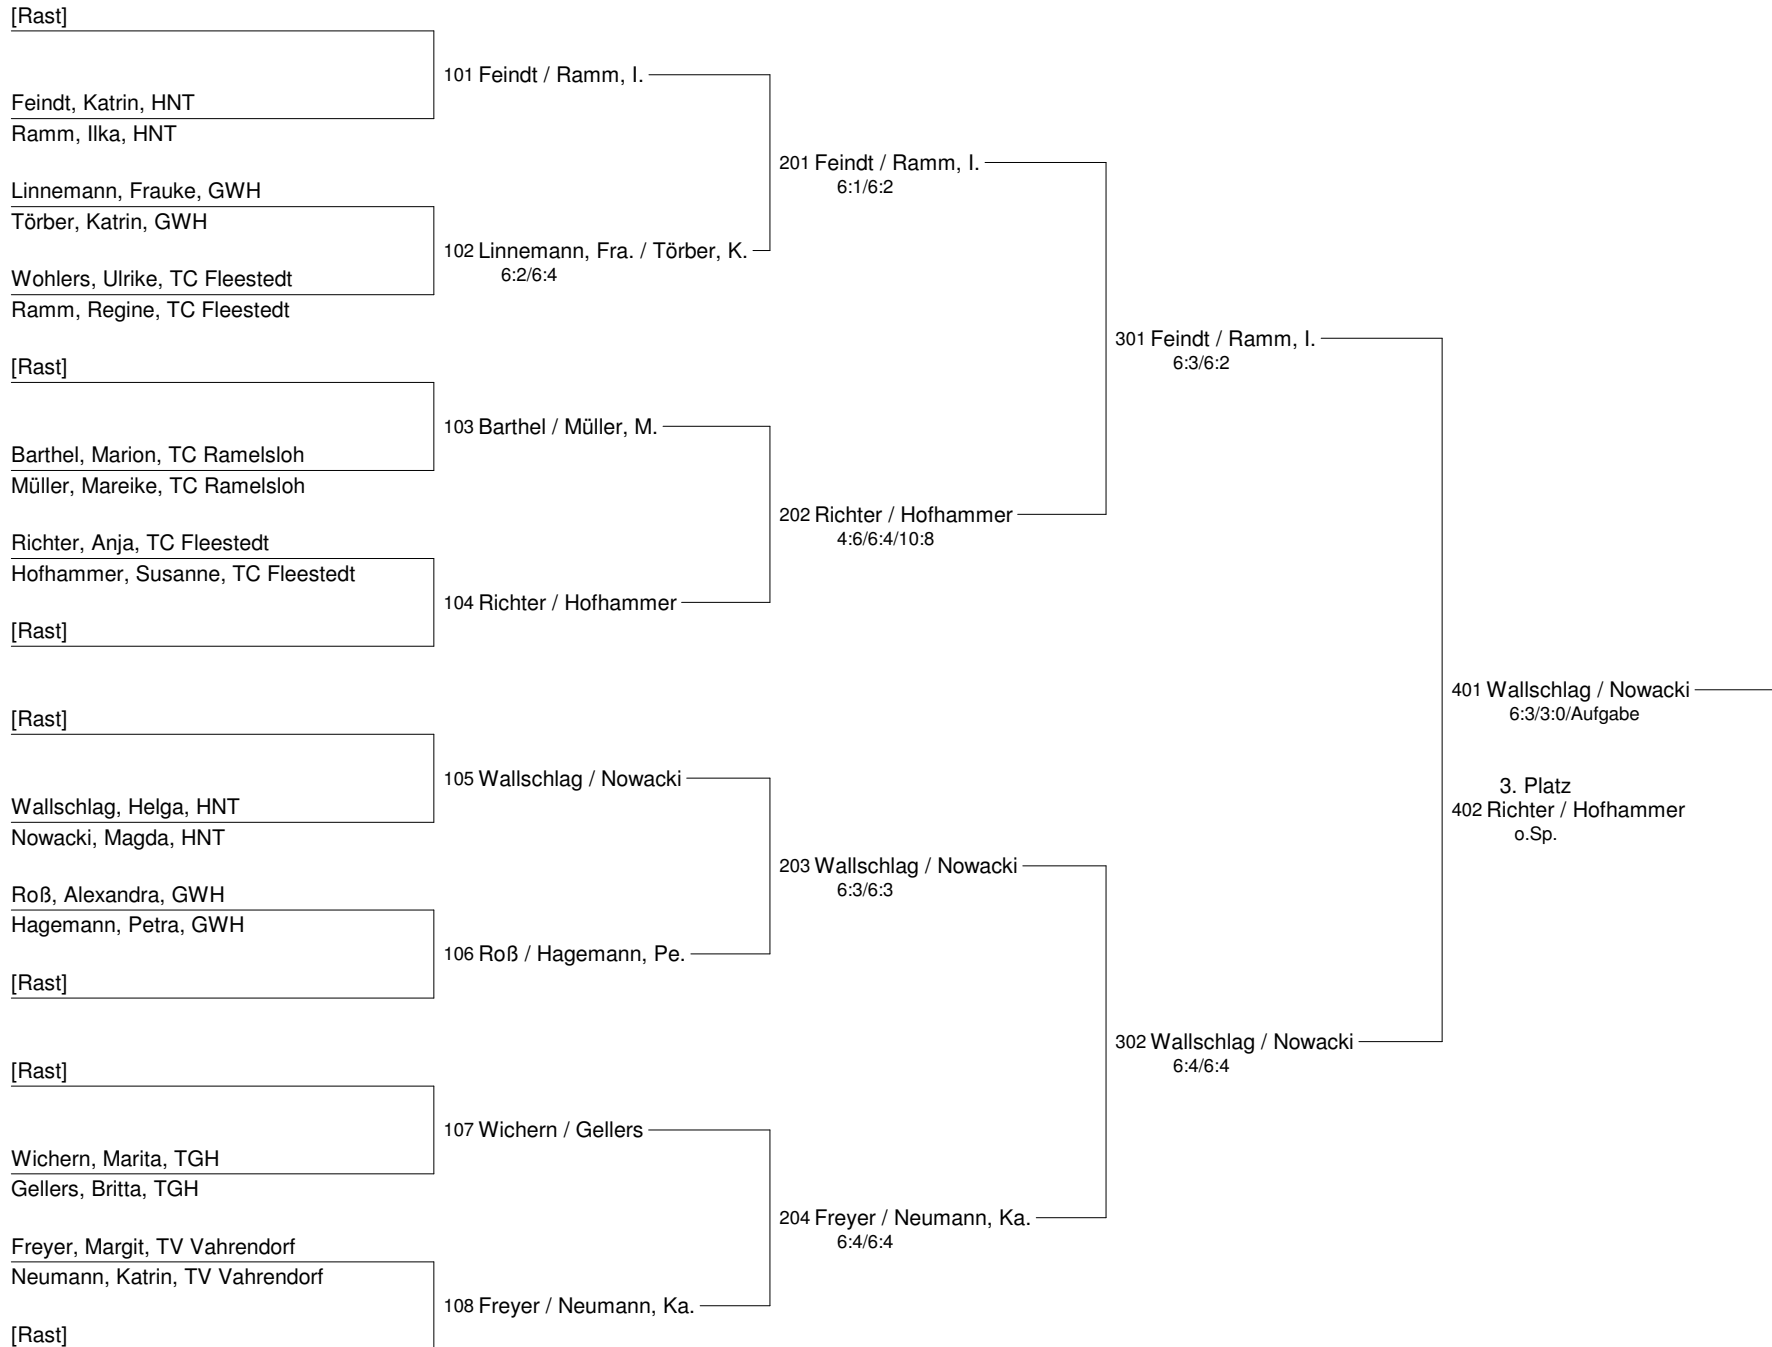 [Rast]
Feindt, Katrin, HNT
Ramm, Ilka, HNT
Linnemann, Frauke, GWH
Törber, Katrin, GWH
Wohlers, Ulrike, TC Fleestedt
Ramm, Regine, TC Fleestedt
[Rast]
Barthel, Marion, TC Ramelsloh
Müller, Mareike, TC Ramelsloh
Richter, Anja, TC Fleestedt
Hofhammer, Susanne, TC Fleestedt
[Rast]
[Rast]
Wallschlag, Helga, HNT
Nowacki, Magda, HNT
Roß, Alexandra, GWH
Hagemann, Petra, GWH
[Rast]
[Rast]
Wichern, Marita, TGH
Gellers, Britta, TGH
Freyer, Margit, TV Vahrendorf
Neumann, Katrin, TV Vahrendorf
[Rast]
101 Feindt / Ramm, I.
102 Linnemann, Fra. / Törber, K.
6:2/6:4
103 Barthel / Müller, M.
104 Richter / Hofhammer
105 Wallschlag / Nowacki
106 Roß / Hagemann, Pe.
107 Wichern / Gellers
108 Freyer / Neumann, Ka.
201 Feindt / Ramm, I.
6:1/6:2
202 Richter / Hofhammer
4:6/6:4/10:8
203 Wallschlag / Nowacki
6:3/6:3
204 Freyer / Neumann, Ka.
6:4/6:4
301 Feindt / Ramm, I.
6:3/6:2
302 Wallschlag / Nowacki
6:4/6:4
401 Wallschlag / Nowacki
6:3/3:0/Aufgabe
3. Platz
402 Richter / Hofhammer
o.Sp.